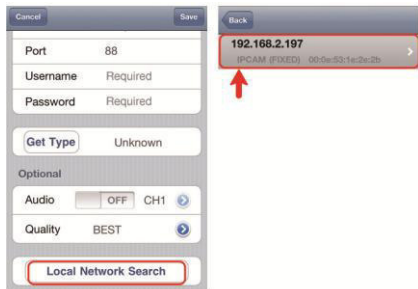 Cancel Save
Port 88
Username Required
Password Required
Get Type Unknown
Optional
Audio OFF CH1
Quality BEST
Local Network Search
Back
192.168.2.197
IPCAM (FIXED) 00:0e:53:1e:2e:2b